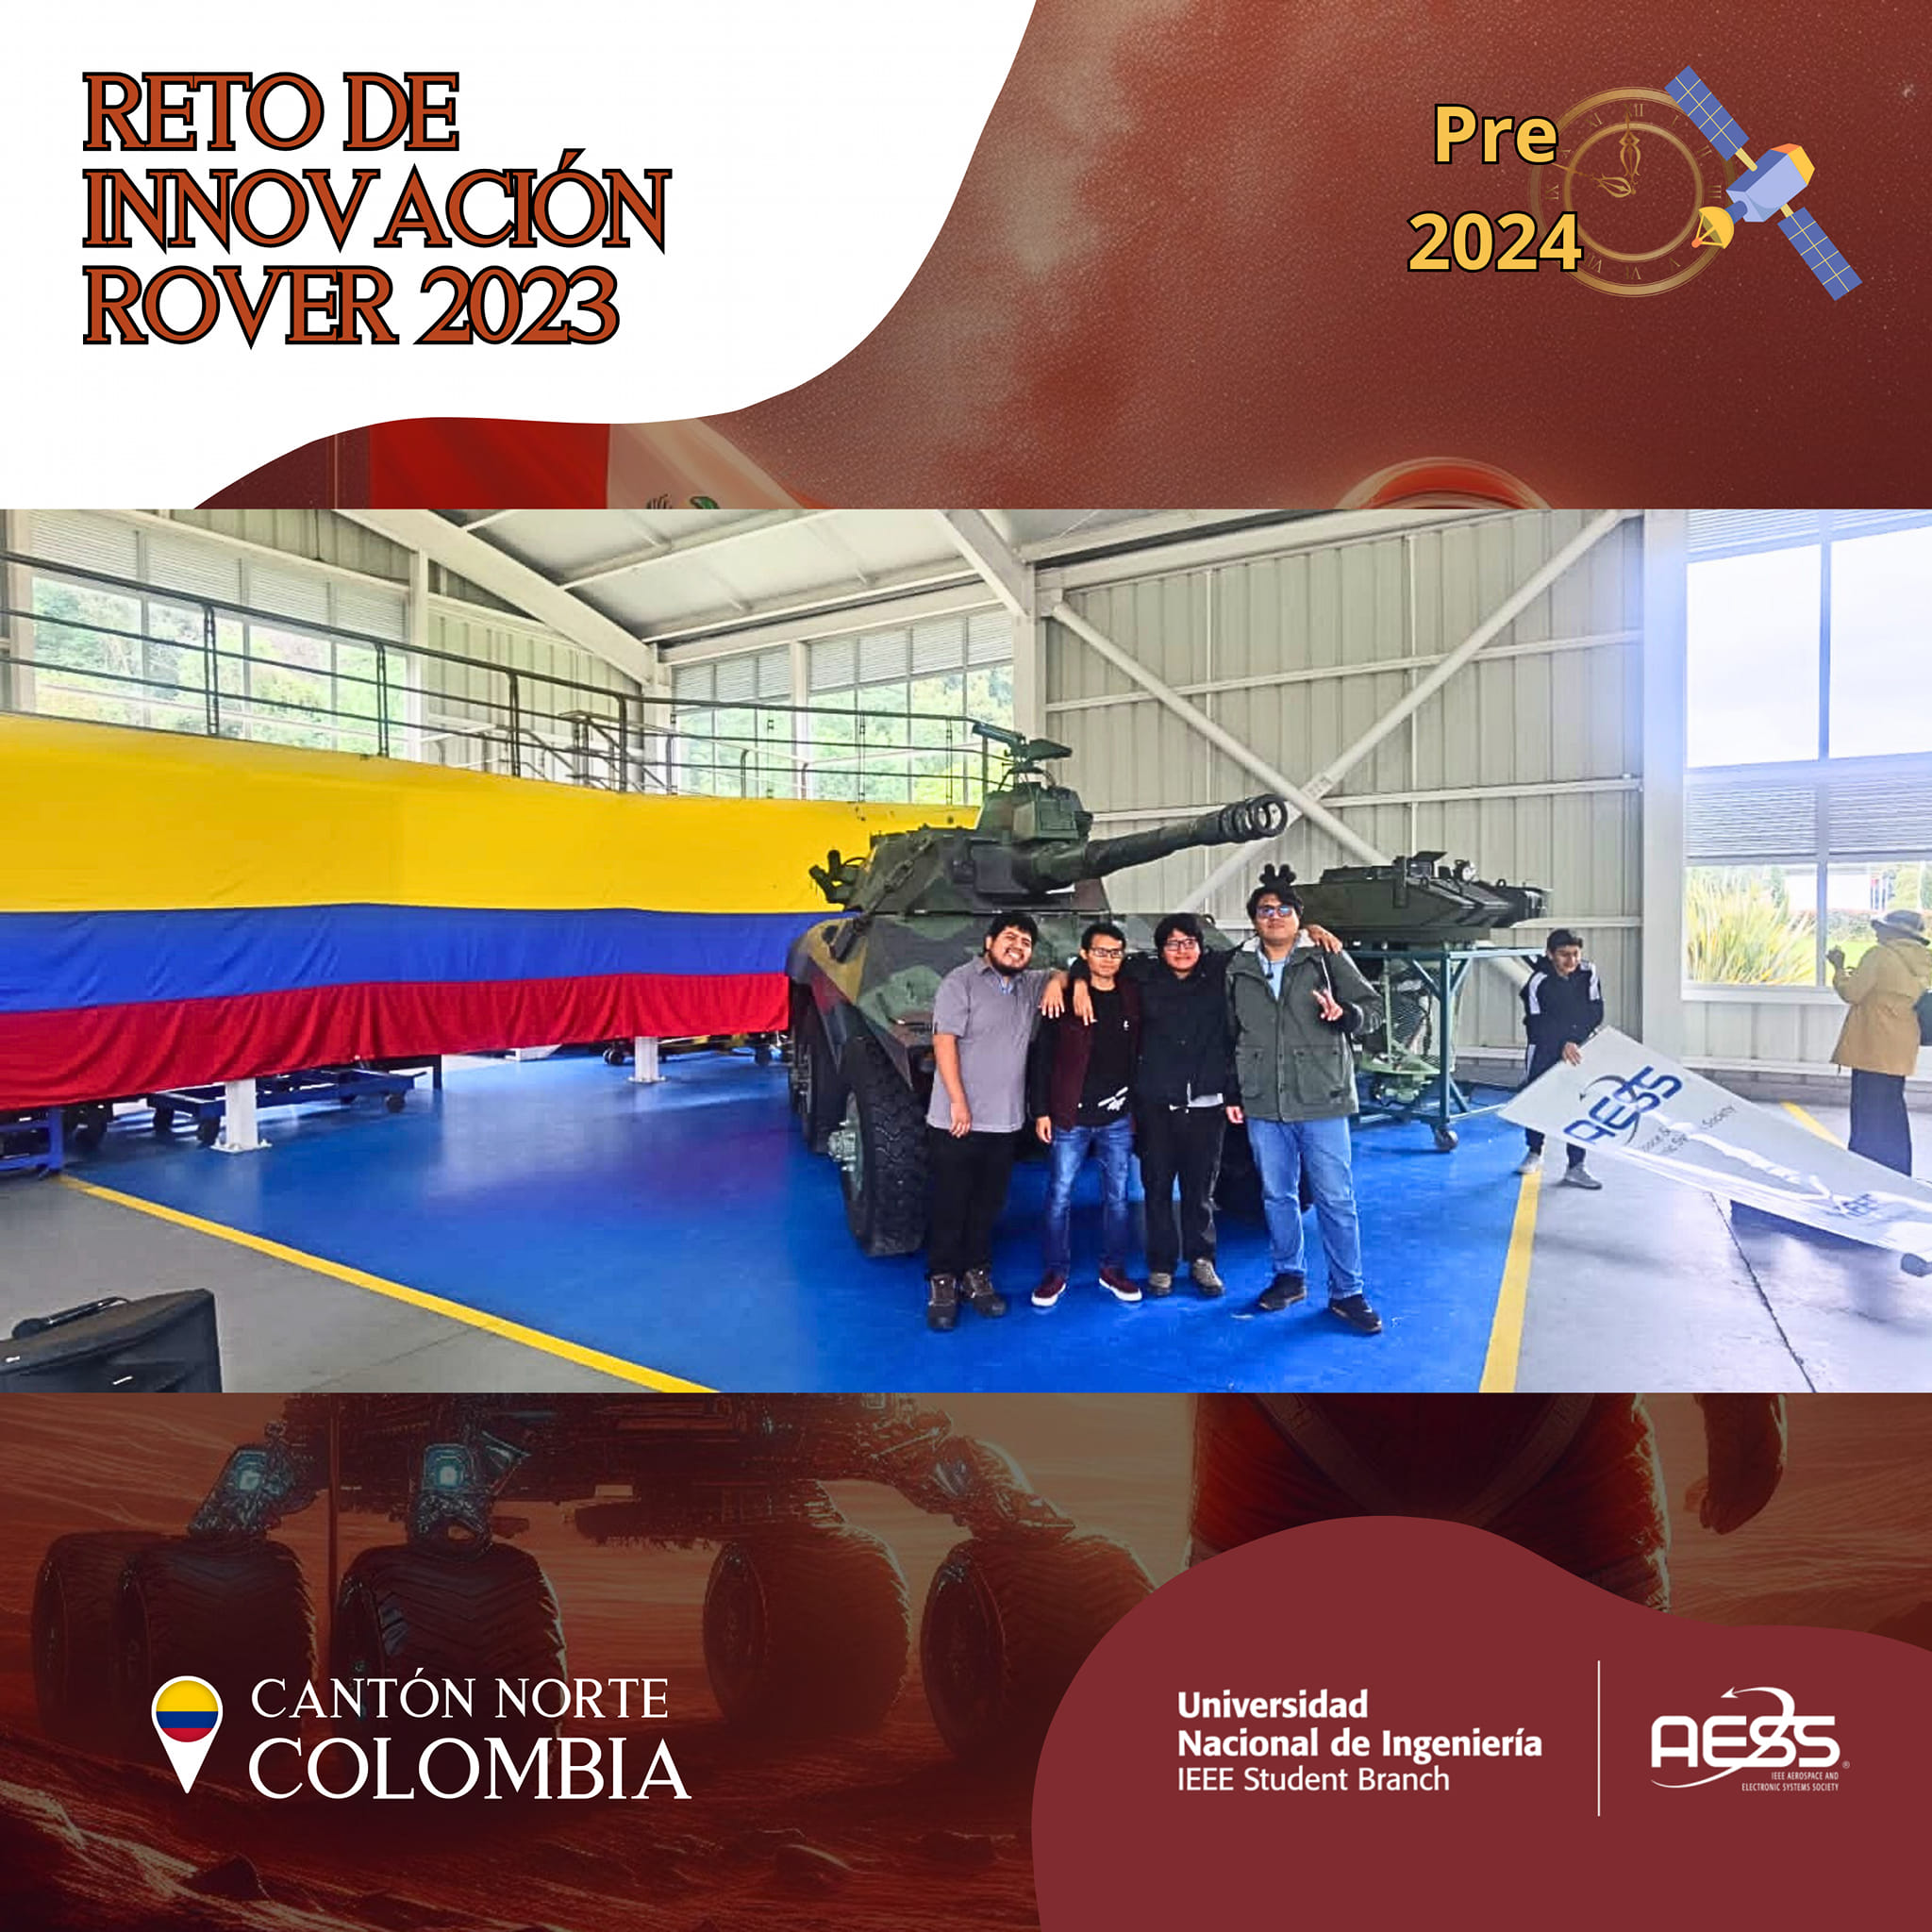 RETO DE
INNOVACIÓN
ROVER 2023
Pre
2024
AESS
IEEE
CANTÓN NORTE
COLOMBIA
Universidad
Nacional de Ingeniería
IEEE Student Branch
AESS
IEEE AEROSPACE AND
ELECTRONIC SYSTEMS SOCIETY